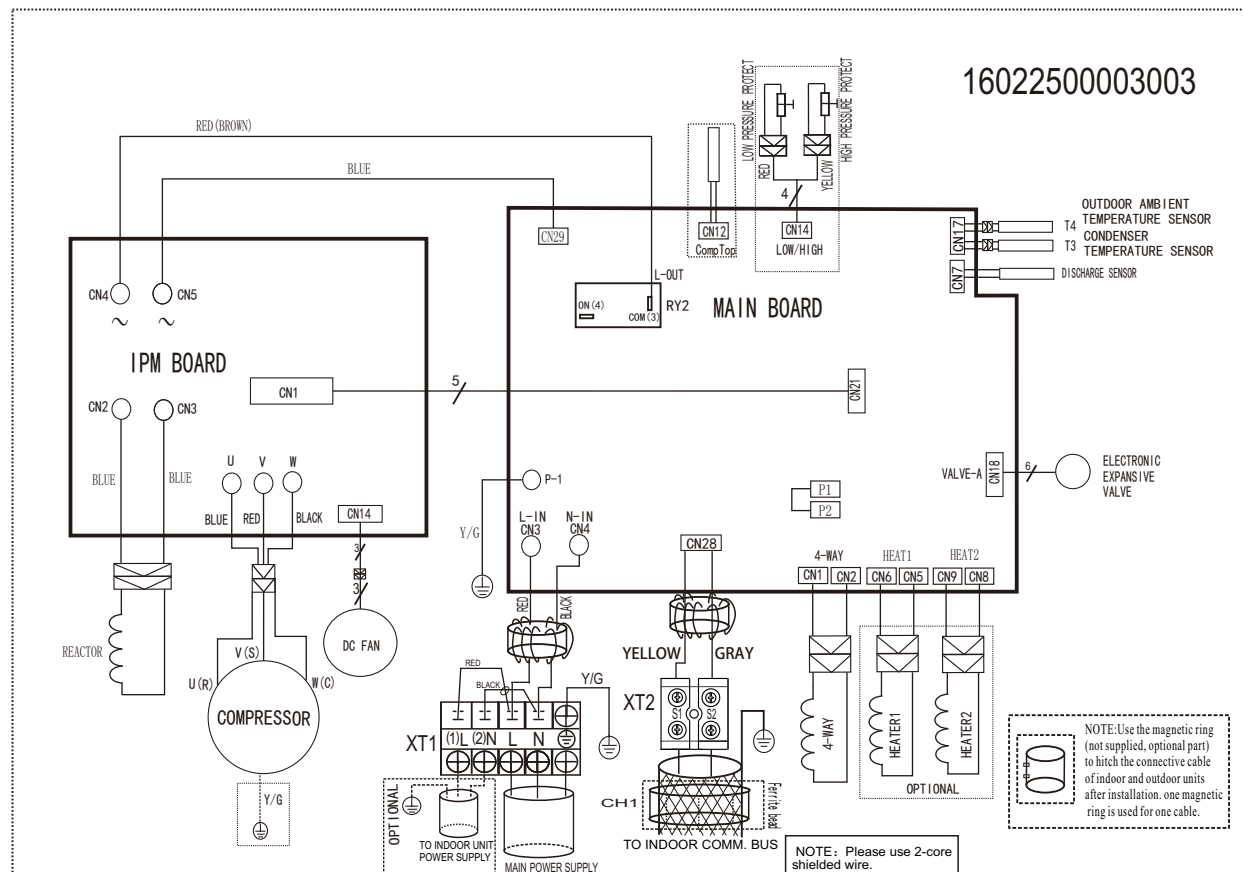 16022500003003
RED(BROWN)
BLUE
LOW PRESSURE PROTECT
HIGH PRESSURE PROTECT
RED
YELLOW
4
CN29
CN12
CompTop
CN14
LOW/HIGH
CN17
T4
OUTDOOR AMBIENT
TEMPERATURE SENSOR
T3
CONDENSER
TEMPERATURE SENSOR
CN7
DISCHARGE SENSOR
L-OUT
ON(4)
COM(3)
RY2
MAIN BOARD
CN4
CN5
~
~
IPM BOARD
CN1
5
CN21
CN2
CN3
BLUE
BLUE
U
V
W
BLUE
RED
BLACK
CN14
3
3
DC FAN
REACTOR
V(S)
U(R)
W(C)
COMPRESSOR
Y/G
P-1
Y/G
L-IN
CN3
N-IN
CN4
RED
BLACK
CN28
P1
P2
VALVE-A
CN18
6
ELECTRONIC
EXPANSIVE
VALVE
4-WAY
HEAT1
HEAT2
CN1
CN2
CN6
CN5
CN9
CN8
YELLOW
GRAY
RED
BLACK
Y/G
XT1
(1)L
(2)N
L
N
XT2
S1
S2
4-WAY
HEATER1
HEATER2
OPTIONAL
OPTIONAL
TO INDOOR UNIT
POWER SUPPLY
MAIN POWER SUPPLY
CH1
Ferrite bead
TO INDOOR COMM. BUS
NOTE: Please use 2-core
shielded wire.
NOTE:Use the magnetic ring
(not supplied, optional part)
to hitch the connective cable
of indoor and outdoor units
after installation. one magnetic
ring is used for one cable.